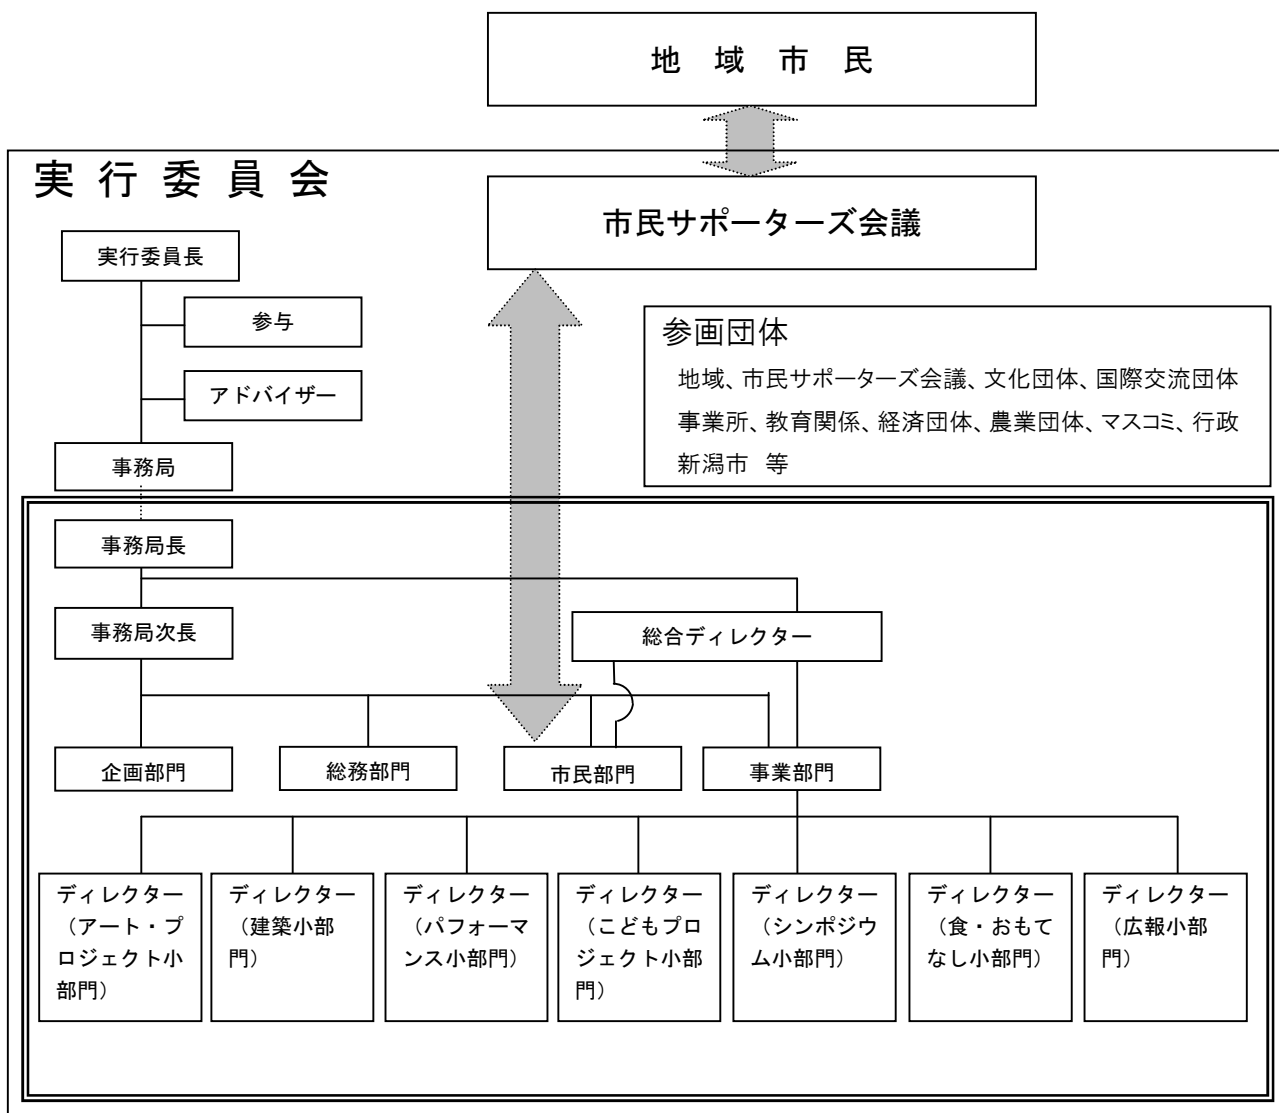 地　域　市　民
実 行 委 員 会
市民サポーターズ会議
実行委員長
参与
アドバイザー
事務局
参画団体
地域、市民サポーターズ会議、文化団体、国際交流団体
事業所、教育関係、経済団体、農業団体、マスコミ、行政
新潟市　等
事務局長
事務局次長
総合ディレクター
企画部門
総務部門
市民部門
事業部門
ディレクター
（アート・プ
ロジェクト小
部門）
ディレクター
（建築小部
門）
ディレクター
（パフォーマ
ンス小部門）
ディレクター
（こどもプロ
ジェクト小部
門）
ディレクター
（シンポジウ
ム小部門）
ディレクター
（食・おもて
なし小部門）
ディレクター
（広報小部
門）